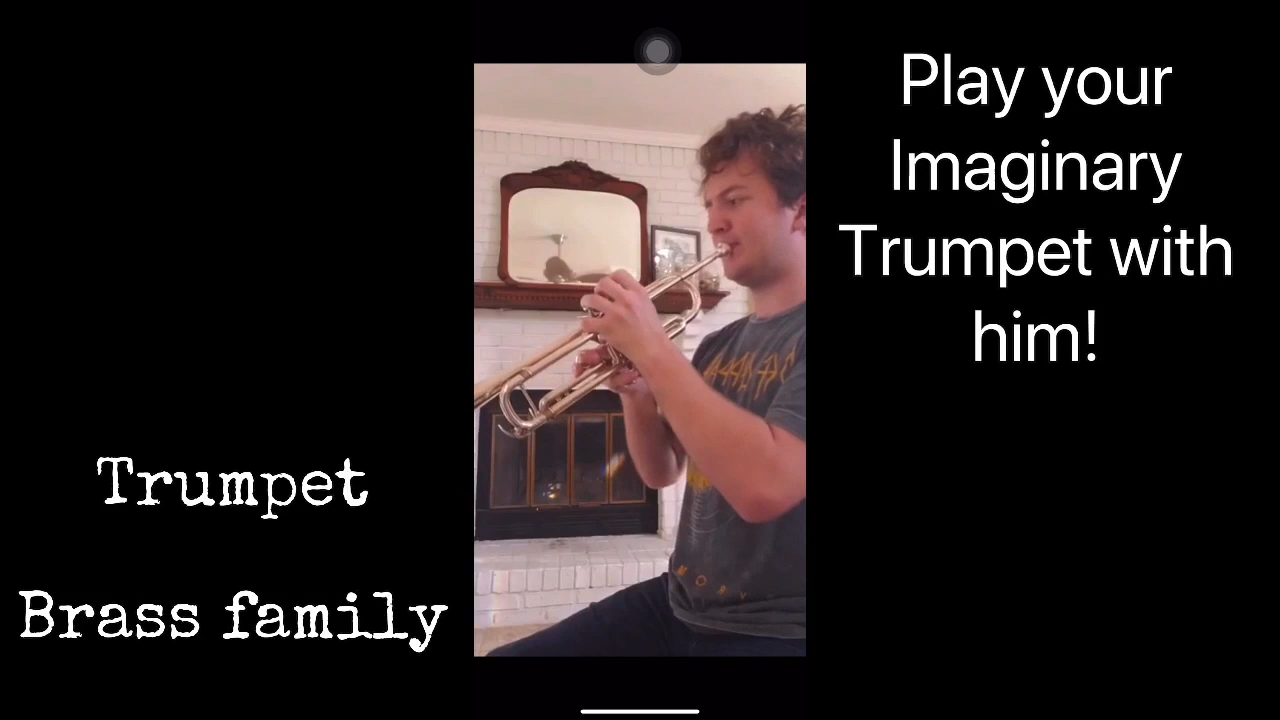 Play your
Imaginary
Trumpet with
him!
Trumpet
Brass family